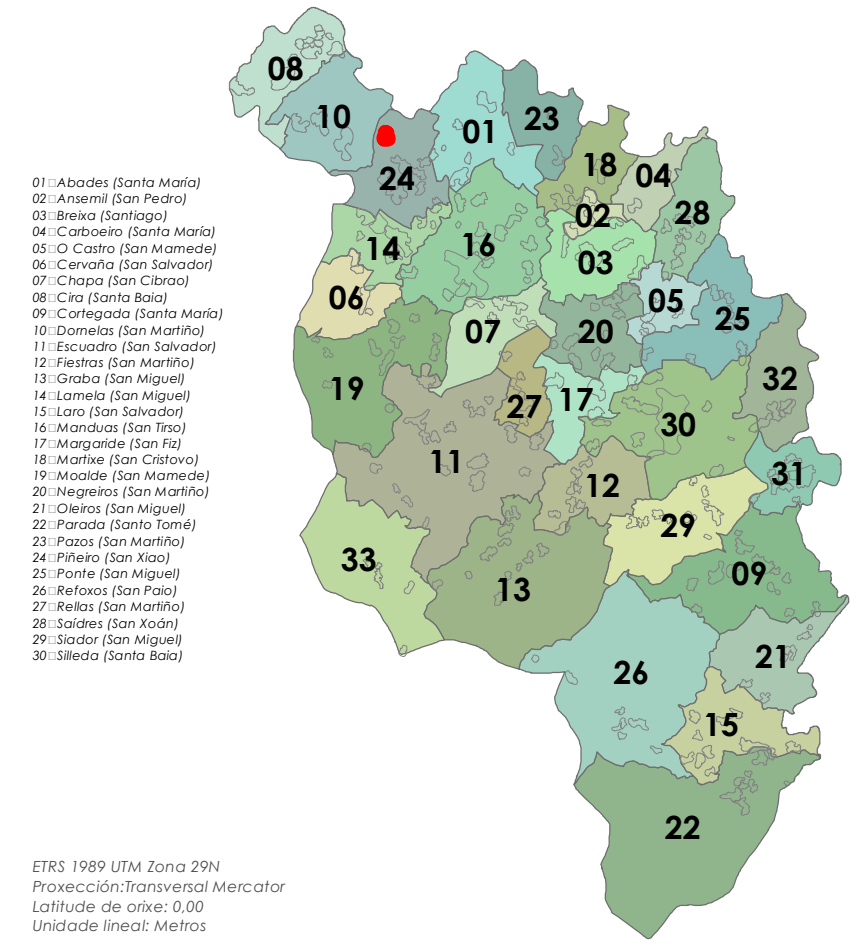 08
10
01
23
18
04
24
02
28
14
16
03
06
05
25
07
20
19
27
17
32
30
11
31
12
29
33
13
09
26
21
15
22
01□Abades (Santa María)
02□Ansemil (San Pedro)
03□Breixa (Santiago)
04□Carboeiro (Santa María)
05□O Castro (San Mamede)
06□Cervaña (San Salvador)
07□Chapa (San Cibrao)
08□Cira (Santa Baia)
09□Cortegada (Santa María)
10□Dornelas (San Martiño)
11□Escuadro (San Salvador)
12□Fiestras (San Martiño)
13□Graba (San Miguel)
14□Lamela (San Miguel)
15□Laro (San Salvador)
16□Manduas (San Tirso)
17□Margaride (San Fiz)
18□Martixe (San Cristovo)
19□Moalde (San Mamede)
20□Negreiros (San Martiño)
21□Oleiros (San Miguel)
22□Parada (Santo Tomé)
23□Pazos (San Martiño)
24□Piñeiro (San Xiao)
25□Ponte (San Miguel)
26□Refoxos (San Paio)
27□Rellas (San Martiño)
28□Saídres (San Xoán)
29□Siador (San Miguel)
30□Silleda (Santa Baia)
ETRS 1989 UTM Zona 29N
Proxección:Transversal Mercator
Latitude de orixe: 0,00
Unidade lineal: Metros